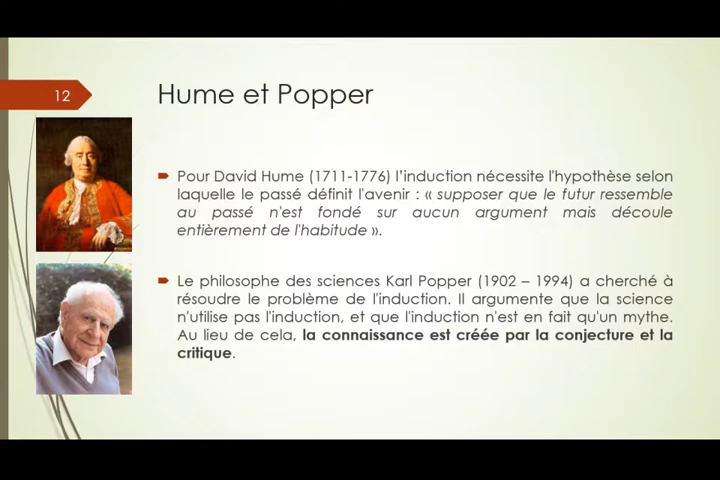 12
Hume et Popper
Pour David Hume (1711-1776) l'induction nécessite l'hypothèse selon
laquelle le passé définit l'avenir : « supposer que le futur ressemble
au passé n'est fondé sur aucun argument mais découle
entièrement de l'habitude ».
Le philosophe des sciences Karl Popper (1902 – 1994) a cherché à
résoudre le problème de l'induction. Il argumente que la science
n'utilise pas l'induction, et que l'induction n'est en fait qu'un mythe.
Au lieu de cela, la connaissance est créée par la conjecture et la
critique.